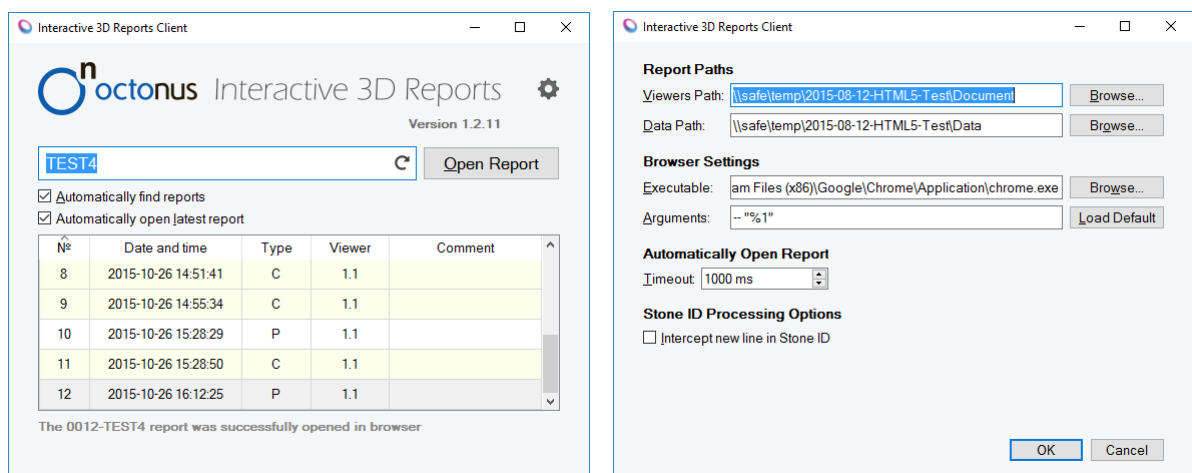 Interactive 3D Reports Client
n
octonus Interactive 3D Reports
Version 1.2.11
TEST4 Open Report
Automatically find reports
Automatically open latest report
Nº Date and time Type Viewer Comment
8 2015-10-26 14:51:41 C 1.1
9 2015-10-26 14:55:34 C 1.1
10 2015-10-26 15:28:29 P 1.1
11 2015-10-26 15:28:50 C 1.1
12 2015-10-26 16:12:25 P 1.1
The 0012-TEST4 report was successfully opened in browser
Interactive 3D Reports Client
Report Paths
Viewers Path: \\safe\temp\2015-08-12-HTML5-Test\Document Browse...
Data Path: \\safe\temp\2015-08-12-HTML5-Test\Data Browse...
Browser Settings
Executable: am Files (x86)\Google\Chrome\Application\chrome.exe Browse...
Arguments: -- "%1" Load Default
Automatically Open Report
Timeout: 1000 ms
Stone ID Processing Options
Intercept new line in Stone ID
OK Cancel